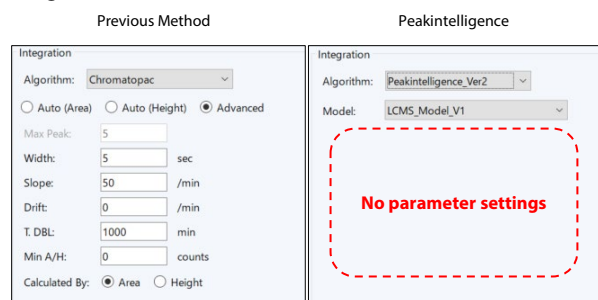 Previous Method
Peakintelligence
Integration
Algorithm: Chromatopac
Auto (Area) Auto (Height) Advanced
Max Peak: 5
Width: 5 sec
Slope: 50 /min
Drift: 0 /min
T. DBL: 1000 min
Min A/H: 0 counts
Calculated By: Area Height
Integration
Algorithm: Peakintelligence_Ver2
Model: LCMS_Model_V1
No parameter settings